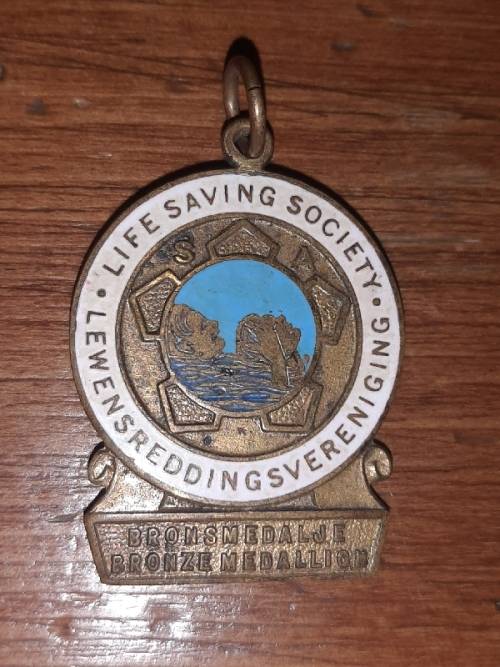 • LIFE SAVING SOCIETY •
S A
LEWENSREDDINGSVERENIGING
BRONSMEDALJE
BRONZE MEDALLION